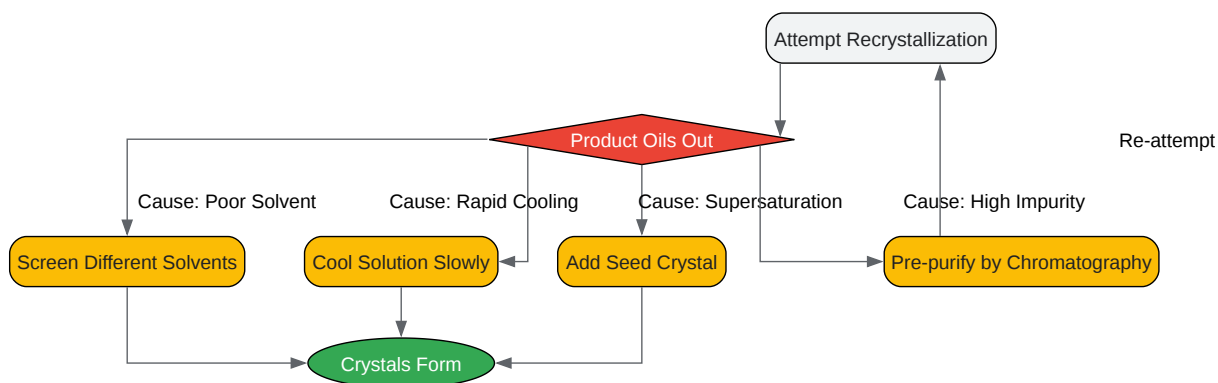 Attempt Recrystallization
Product Oils Out
Re-attempt
Cause: Poor Solvent
Cause: Rapid Cooling
Cause: Supersaturation
Cause: High Impurity
Screen Different Solvents
Cool Solution Slowly
Add Seed Crystal
Pre-purify by Chromatography
Crystals Form